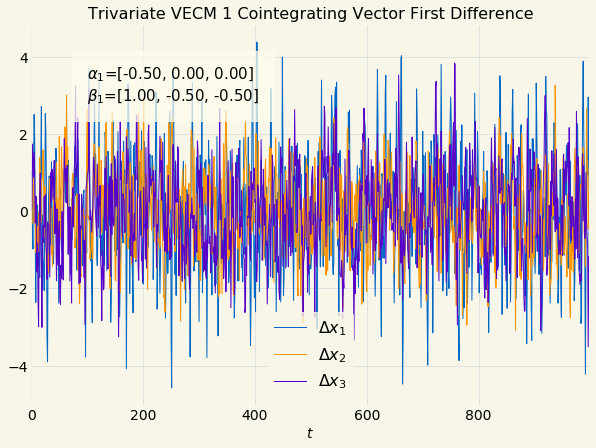 Trivariate VECM 1 Cointegrating Vector First Difference
α₁=[-0.50, 0.00, 0.00]
β₁=[1.00, -0.50, -0.50]
4
2
0
−2
−4
Δx₁
Δx₂
Δx₃
0 200 400 600 800
t